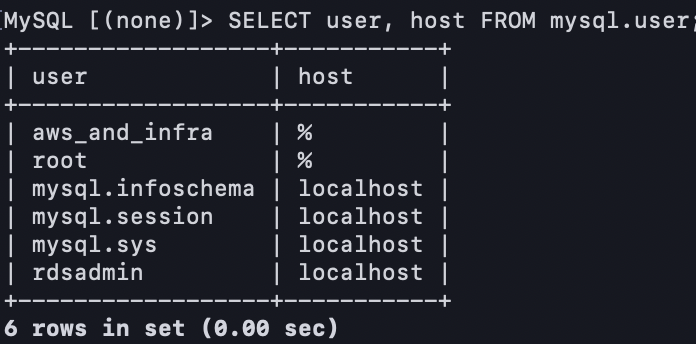 MySQL [(none)]> SELECT user, host FROM mysql.user;
+------------------+-----------+
| user             | host      |
+------------------+-----------+
| aws_and_infra    | %         |
| root             | %         |
| mysql.infoschema | localhost |
| mysql.session    | localhost |
| mysql.sys        | localhost |
| rdsadmin         | localhost |
+------------------+-----------+
6 rows in set (0.00 sec)